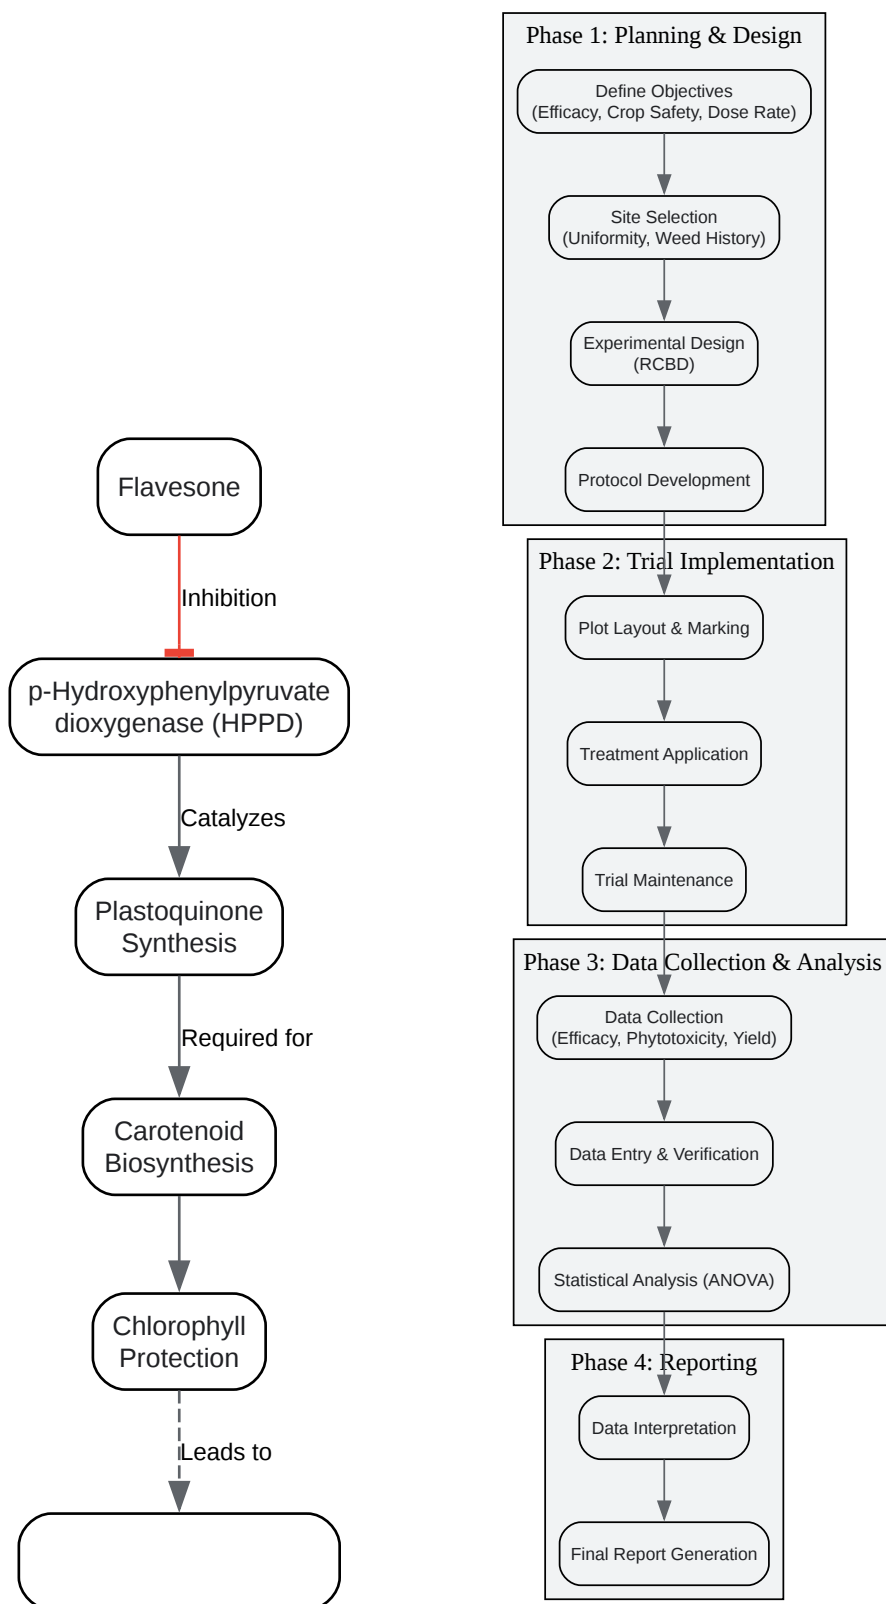 Flavesone
Inhibition
p-Hydroxyphenylpyruvate
dioxygenase (HPPD)
Catalyzes
Plastoquinone
Synthesis
Required for
Carotenoid
Biosynthesis
Chlorophyll
Protection
Leads to
Phase 1: Planning & Design
Define Objectives
(Efficacy, Crop Safety, Dose Rate)
Site Selection
(Uniformity, Weed History)
Experimental Design
(RCBD)
Protocol Development
Phase 2: Trial Implementation
Plot Layout & Marking
Treatment Application
Trial Maintenance
Phase 3: Data Collection & Analysis
Data Collection
(Efficacy, Phytotoxicity, Yield)
Data Entry & Verification
Statistical Analysis (ANOVA)
Phase 4: Reporting
Data Interpretation
Final Report Generation